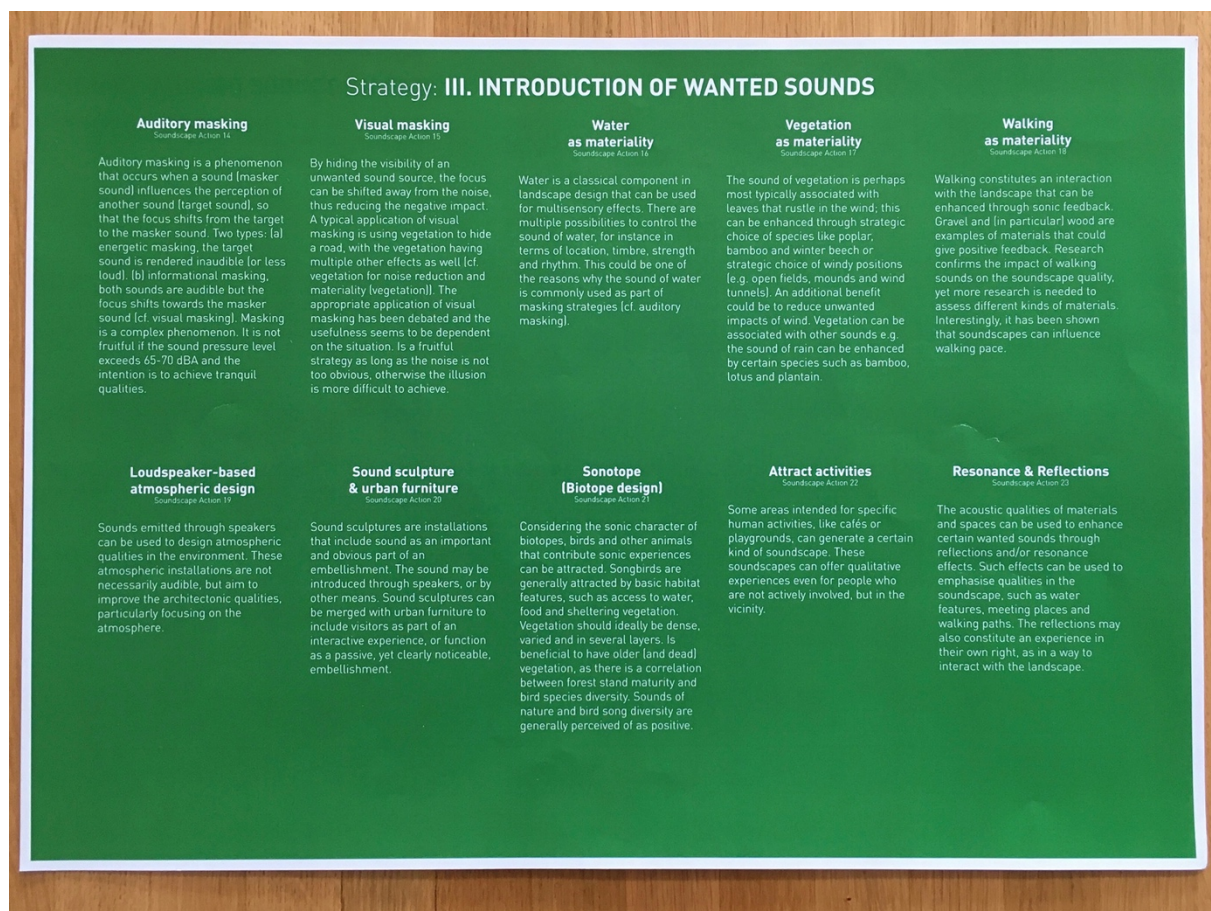 Strategy: III. INTRODUCTION OF WANTED SOUNDS
Auditory masking
Soundscape Action 14
Auditory masking is a phenomenon
that occurs when a sound (masker
sound) influences the perception of
another sound (target sound), so
that the focus shifts from the target
to the masker sound. Two types: (a)
energetic masking, the target
sound is rendered inaudible (or less
loud). (b) informational masking,
both sounds are audible but the
focus shifts towards the masker
sound (cf. visual masking). Masking
is a complex phenomenon. It is not
fruitful if the sound pressure level
exceeds 65-70 dBA and the
intention is to achieve tranquil
qualities.
Visual masking
Soundscape Action 15
By hiding the visibility of an
unwanted sound source, the focus
can be shifted away from the noise,
thus reducing the negative impact.
A typical application of visual
masking is using vegetation to hide
a road, with the vegetation having
multiple other effects as well (cf.
vegetation for noise reduction and
materiality (vegetation)). The
appropriate application of visual
masking has been debated and the
usefulness seems to be dependent
on the situation. Is a fruitful
strategy as long as the noise is not
too obvious, otherwise the illusion
is more difficult to achieve.
Water
as materiality
Soundscape Action 16
Water is a classical component in
landscape design that can be used
for multisensory effects. There are
multiple possibilities to control the
sound of water, for instance in
terms of location, timbre, strength
and rhythm. This could be one of
the reasons why the sound of water
is commonly used as part of
masking strategies (cf. auditory
masking).
Vegetation
as materiality
Soundscape Action 17
The sound of vegetation is perhaps
most typically associated with
leaves that rustle in the wind; this
can be enhanced through strategic
choice of species like poplar,
bamboo and winter beech or
strategic choice of windy positions
(e.g. open fields, mounds and wind
tunnels). An additional benefit
could be to reduce unwanted
impacts of wind. Vegetation can be
associated with other sounds e.g.
the sound of rain can be enhanced
by certain species such as bamboo,
lotus and plantain.
Walking
as materiality
Soundscape Action 18
Walking constitutes an interaction
with the landscape that can be
enhanced through sonic feedback.
Gravel and (in particular) wood are
examples of materials that could
give positive feedback. Research
confirms the impact of walking
sounds on the soundscape quality,
yet more research is needed to
assess different kinds of materials.
Interestingly, it has been shown
that soundscapes can influence
walking pace.
Loudspeaker-based
atmospheric design
Soundscape Action 19
Sounds emitted through speakers
can be used to design atmospheric
qualities in the environment. These
atmospheric installations are not
necessarily audible, but aim to
improve the architectonic qualities,
particularly focusing on the
atmosphere.
Sound sculpture
& urban furniture
Soundscape Action 20
Sound sculptures are installations
that include sound as an important
and obvious part of an
embellishment. The sound may be
introduced through speakers, or by
other means. Sound sculptures can
be merged with urban furniture to
include visitors as part of an
interactive experience, or function
as a passive, yet clearly noticeable,
embellishment.
Sonotope
(Biotope design)
Soundscape Action 21
Considering the sonic character of
biotopes, birds and other animals
that contribute sonic experiences
can be attracted. Songbirds are
generally attracted by basic habitat
features, such as access to water,
food and sheltering vegetation.
Vegetation should ideally be dense,
varied and in several layers. Is
beneficial to have older (and dead)
vegetation, as there is a correlation
between forest stand maturity and
bird species diversity. Sounds of
nature and bird song diversity are
generally perceived of as positive.
Attract activities
Soundscape Action 22
Some areas intended for specific
human activities, like cafés or
playgrounds, can generate a certain
kind of soundscape. These
soundscapes can offer qualitative
experiences even for people who
are not actively involved, but in the
vicinity.
Resonance & Reflections
Soundscape Action 23
The acoustic qualities of materials
and spaces can be used to enhance
certain wanted sounds through
reflections and/or resonance
effects. Such effects can be used to
emphasise qualities in the
soundscape, such as water
features, meeting places and
walking paths. The reflections may
also constitute an experience in
their own right, as in a way to
interact with the landscape.